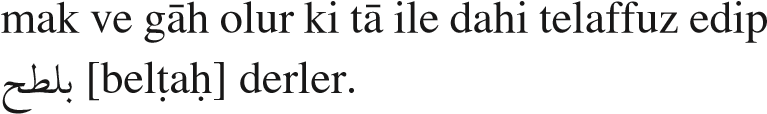 mak ve gāh olur ki tā ile dahi telaffuz edip
بلطح [belṭaḥ] derler.